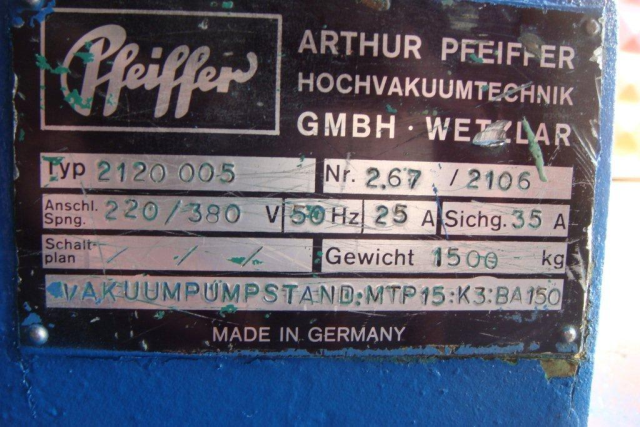 Pfeiffer
ARTHUR PFEIFFER
HOCHVAKUUMTECHNIK
GMBH · WETZLAR
Typ 2120 005 Nr. 2.67 / 2106
Anschl. Spng. 220/380 V 50 Hz 25 A Sichg. 35 A
Schalt-plan -/-/-/. Gewicht 1500 kg
VAKUUMPUMPSTAND:MTP15:K3:BA150
MADE IN GERMANY